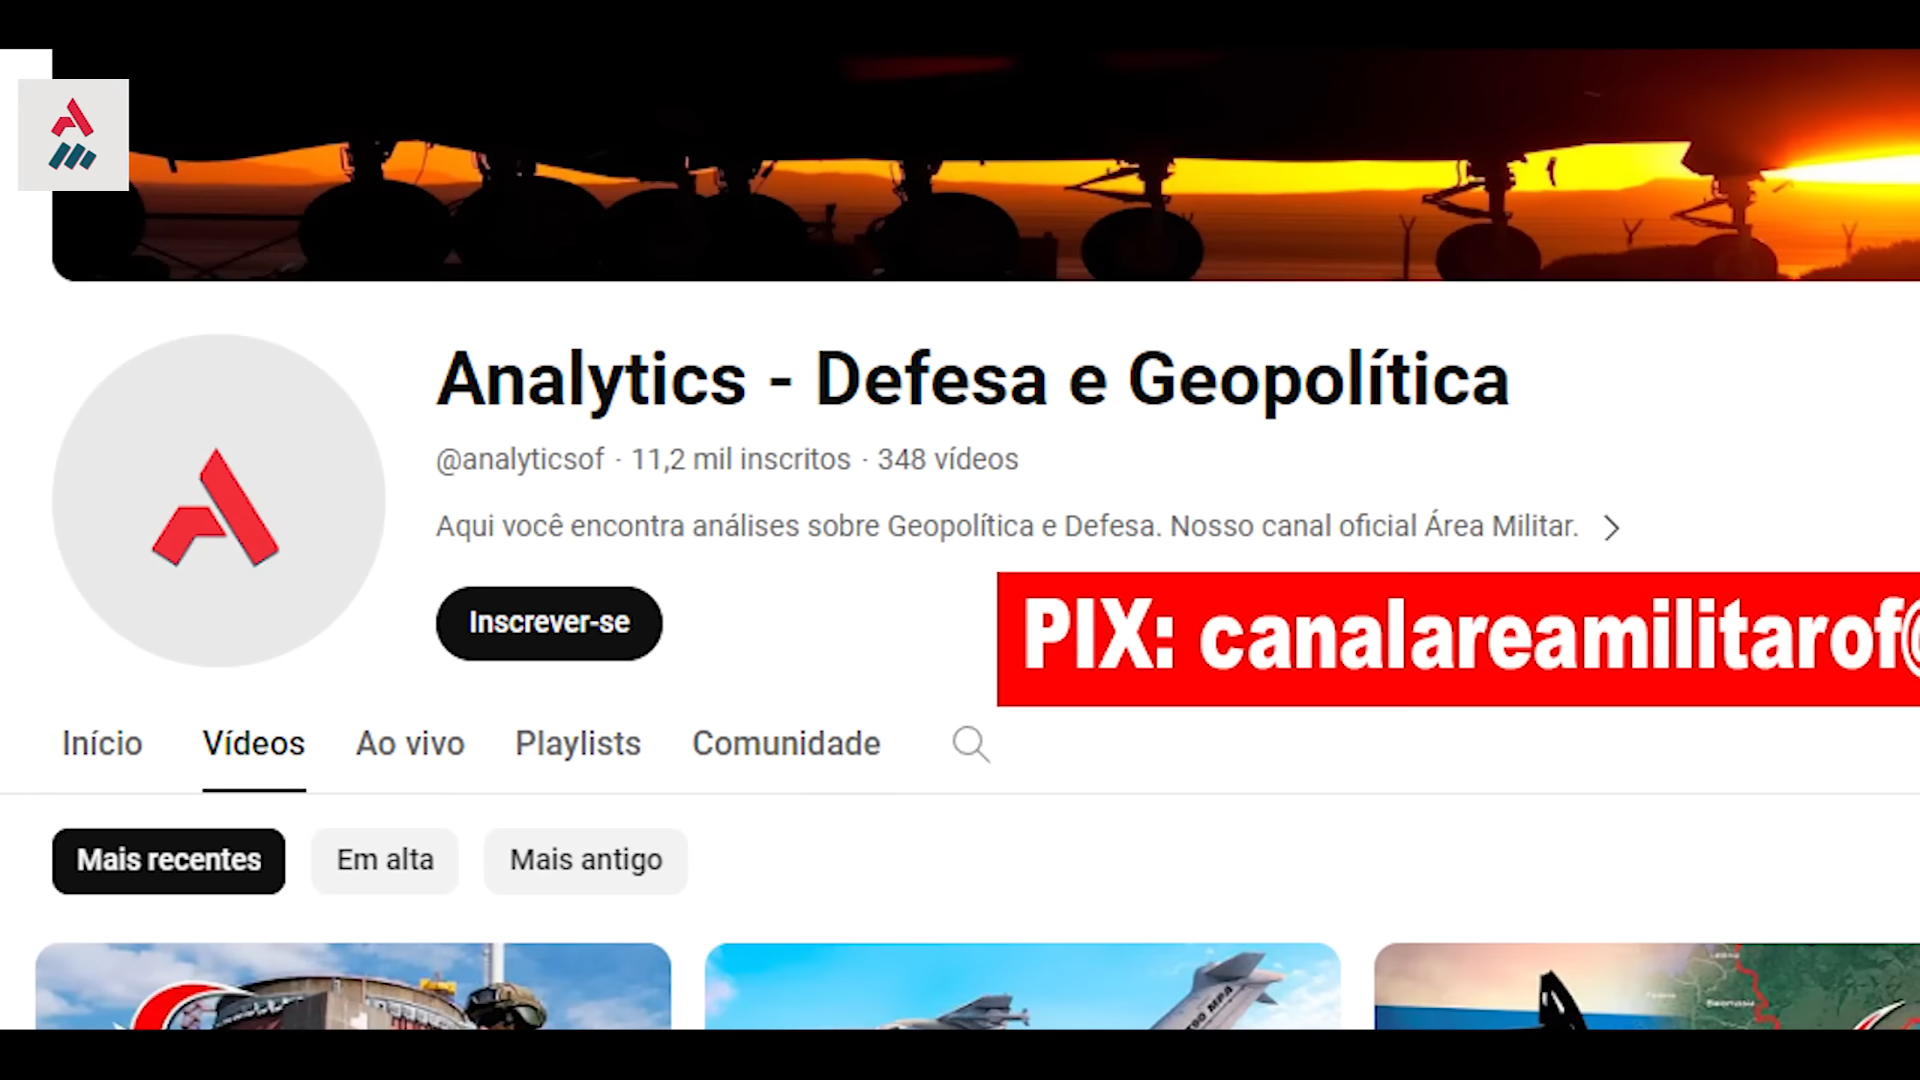 Analytics - Defesa e Geopolítica
@analyticsof · 11,2 mil inscritos · 348 vídeos
Aqui você encontra análises sobre Geopolítica e Defesa. Nosso canal oficial Área Militar.
Inscrever-se
PIX: canalareamilitarof@
Início Vídeos Ao vivo Playlists Comunidade
Mais recentes Em alta Mais antigo